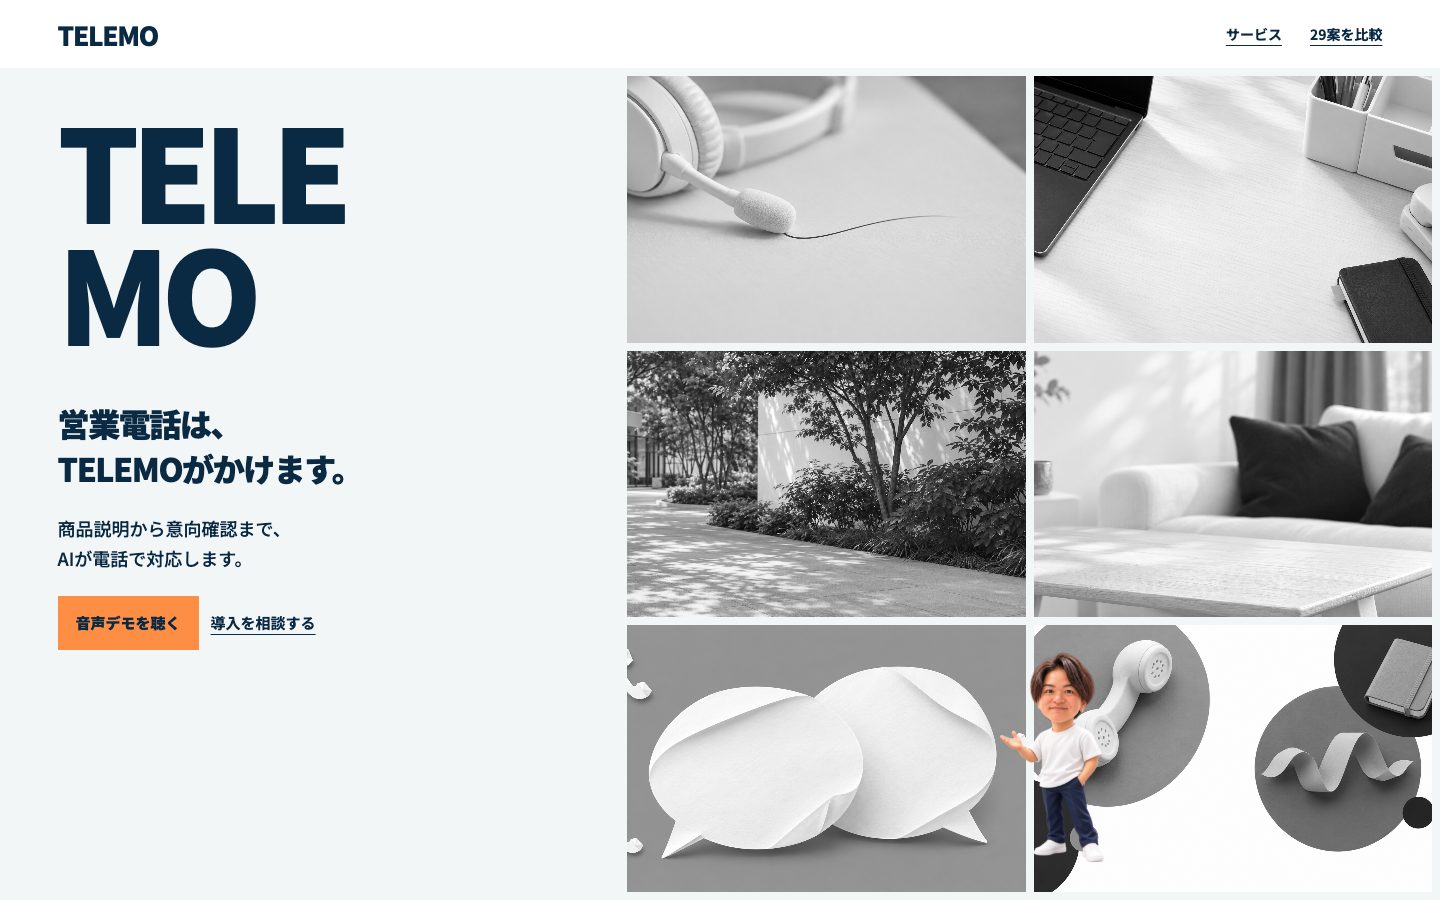 TELEMO
サービス
29案を比較
TELE
MO
営業電話は、
TELEMOがかけます。
商品説明から意向確認まで、
AIが電話で対応します。
音声デモを聴く
導入を相談する